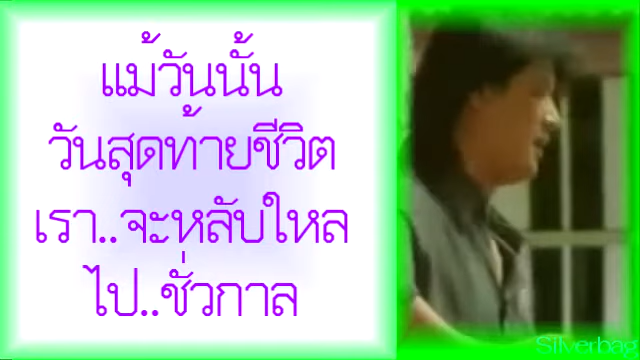 แม้วันนั้น
วันสุดท้ายชีวิต
เรา..จะหลับใหล
ไป..ชั่วกาล
Silverbag